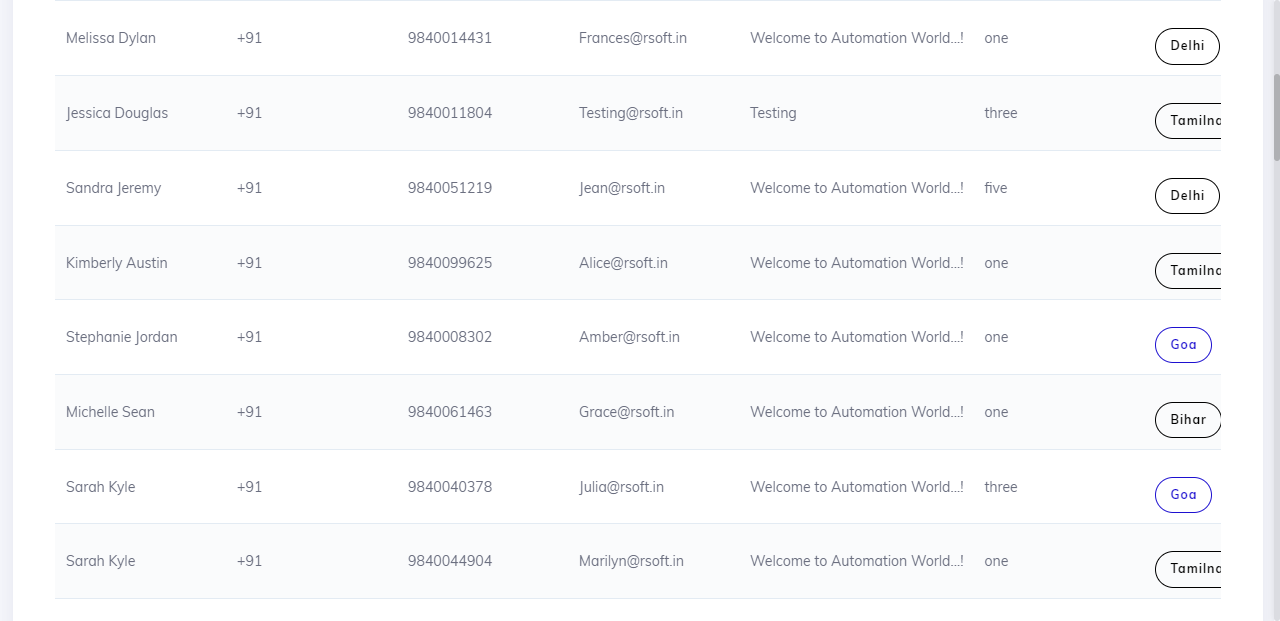 Melissa Dylan +91 9840014431 Frances@rsoft.in Welcome to Automation World...! one Delhi
Jessica Douglas +91 9840011804 Testing@rsoft.in Testing three Tamilna
Sandra Jeremy +91 9840051219 Jean@rsoft.in Welcome to Automation World...! five Delhi
Kimberly Austin +91 9840099625 Alice@rsoft.in Welcome to Automation World...! one Tamilna
Stephanie Jordan +91 9840008302 Amber@rsoft.in Welcome to Automation World...! one Goa
Michelle Sean +91 9840061463 Grace@rsoft.in Welcome to Automation World...! one Bihar
Sarah Kyle +91 9840040378 Julia@rsoft.in Welcome to Automation World...! three Goa
Sarah Kyle +91 9840044904 Marilyn@rsoft.in Welcome to Automation World...! one Tamilna